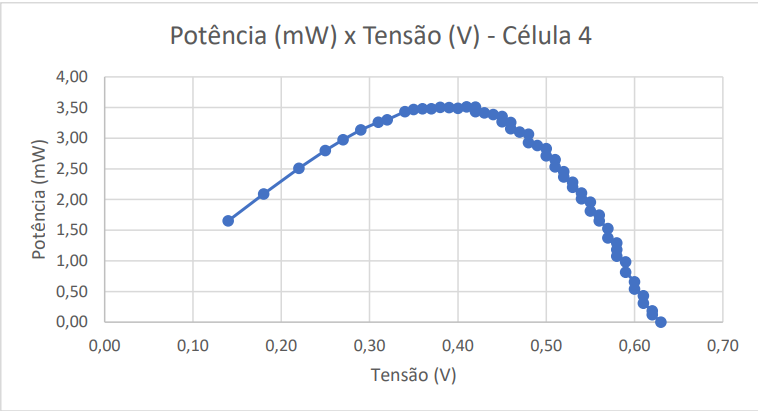 Potência (mW) x Tensão (V) - Célula 4
4,00
3,50
3,00
2,50
2,00
1,50
1,00
0,50
0,00
Potência (mW)
0,00 0,10 0,20 0,30 0,40 0,50 0,60 0,70
Tensão (V)